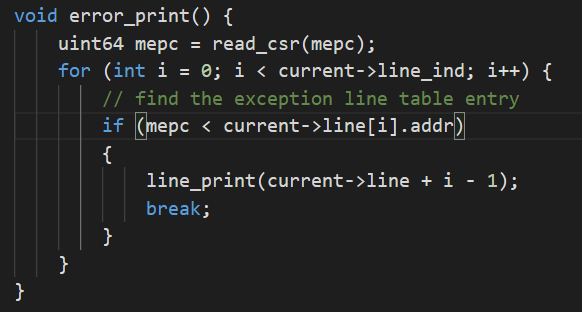 void error_print() {
    uint64 mepc = read_csr(mepc);
    for (int i = 0; i < current->line_ind; i++) {
        // find the exception line table entry
        if (mepc < current->line[i].addr)
        {
            line_print(current->line + i - 1);
            break;
        }
    }
}